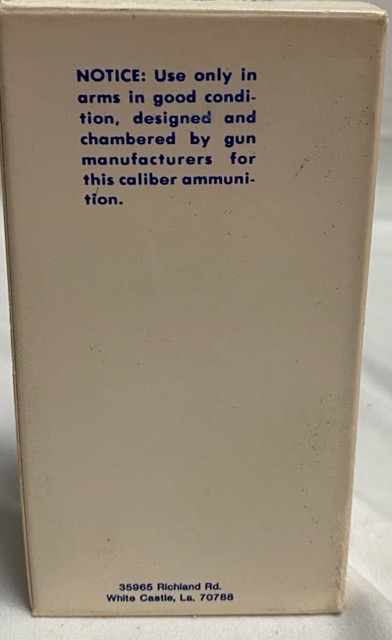 NOTICE: Use only in
arms in good condi-
tion, designed and
chambered by gun
manufacturers for
this caliber ammuni-
tion.
35965 Richland Rd.
White Castle, La. 70788